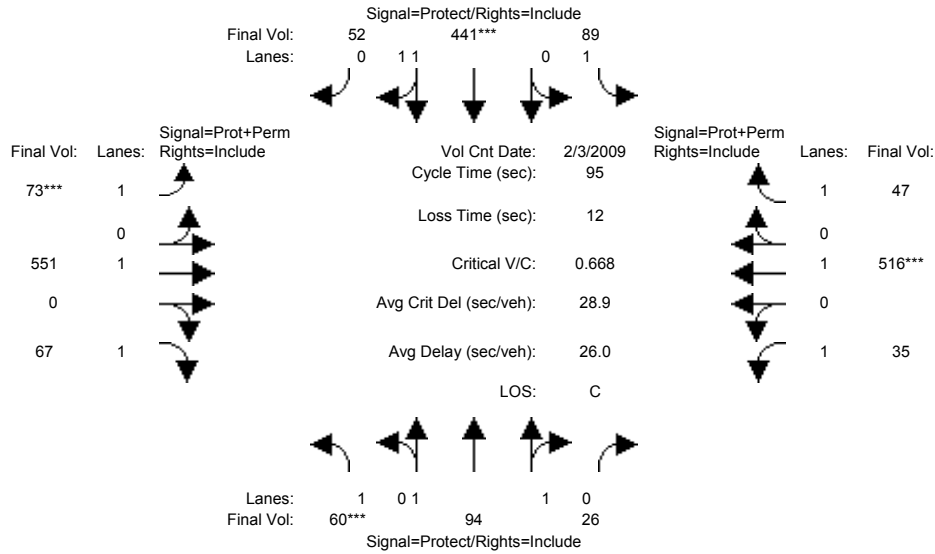 Signal=Protect/Rights=Include
Final Vol: 52 441*** 89
Lanes: 0 1 1 0 1
Signal=Prot+Perm
Final Vol: Lanes: Rights=Include
Vol Cnt Date: 2/3/2009
Signal=Prot+Perm
Rights=Include Lanes: Final Vol:
Cycle Time (sec): 95
73*** 1
1 47
Loss Time (sec): 12
0
0
551 1
Critical V/C: 0.668
1 516***
0 1
Avg Crit Del (sec/veh): 28.9
0
67 1
Avg Delay (sec/veh): 26.0
1 35
LOS: C
Lanes: 1 0 1 1 0
Final Vol: 60*** 94 26
Signal=Protect/Rights=Include